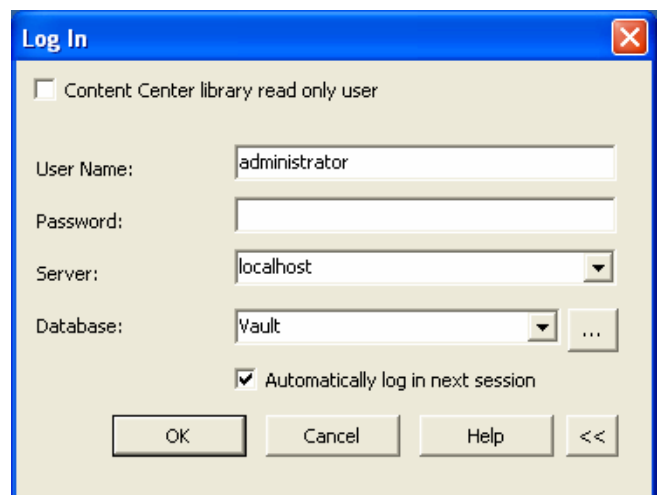 Log In
Content Center library read only user
User Name: administrator
Password:
Server: localhost
Database: Vault ...
Automatically log in next session
OK Cancel Help <<